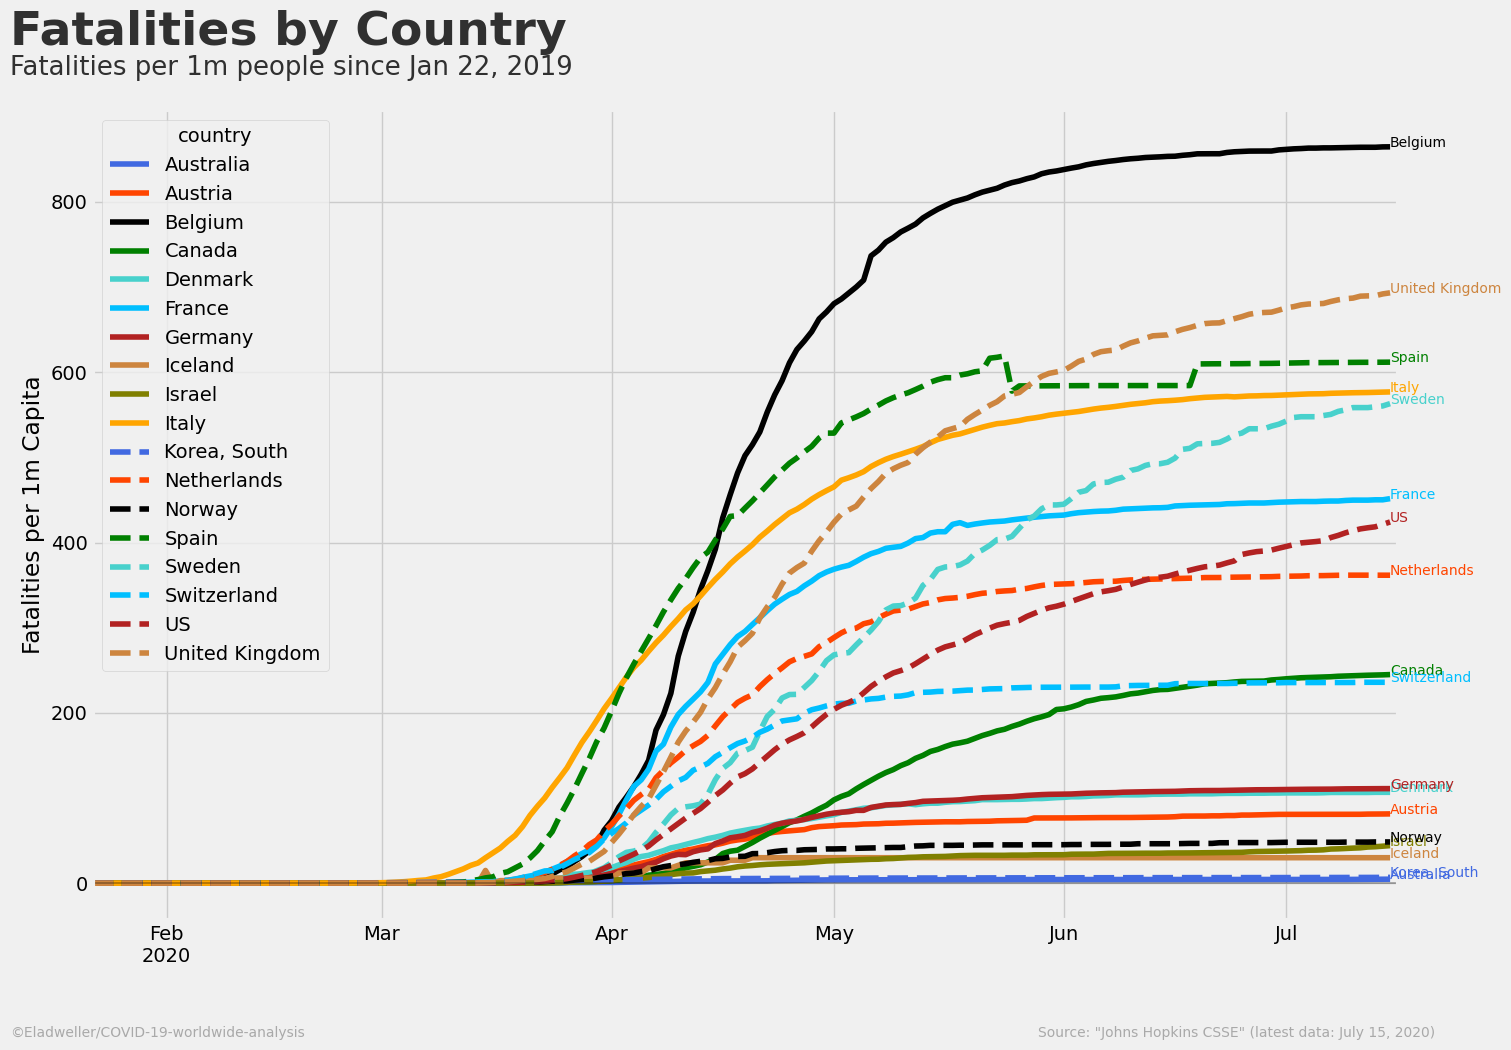 Fatalities by Country
Fatalities per 1m people since Jan 22, 2019
country
Australia
Austria
Belgium
Canada
Denmark
France
Germany
Iceland
Israel
Italy
Korea, South
Netherlands
Norway
Spain
Sweden
Switzerland
US
United Kingdom
Fatalities per 1m Capita
800
600
400
200
0
Belgium
United Kingdom
Spain
Italy
Sweden
France
US
Netherlands
Canada
Switzerland
Germany
Denmark
Austria
Norway
Israel
Iceland
Korea, South
Australia
Feb
2020
Mar
Apr
May
Jun
Jul
©Eladweller/COVID-19-worldwide-analysis
Source: "Johns Hopkins CSSE" (latest data: July 15, 2020)